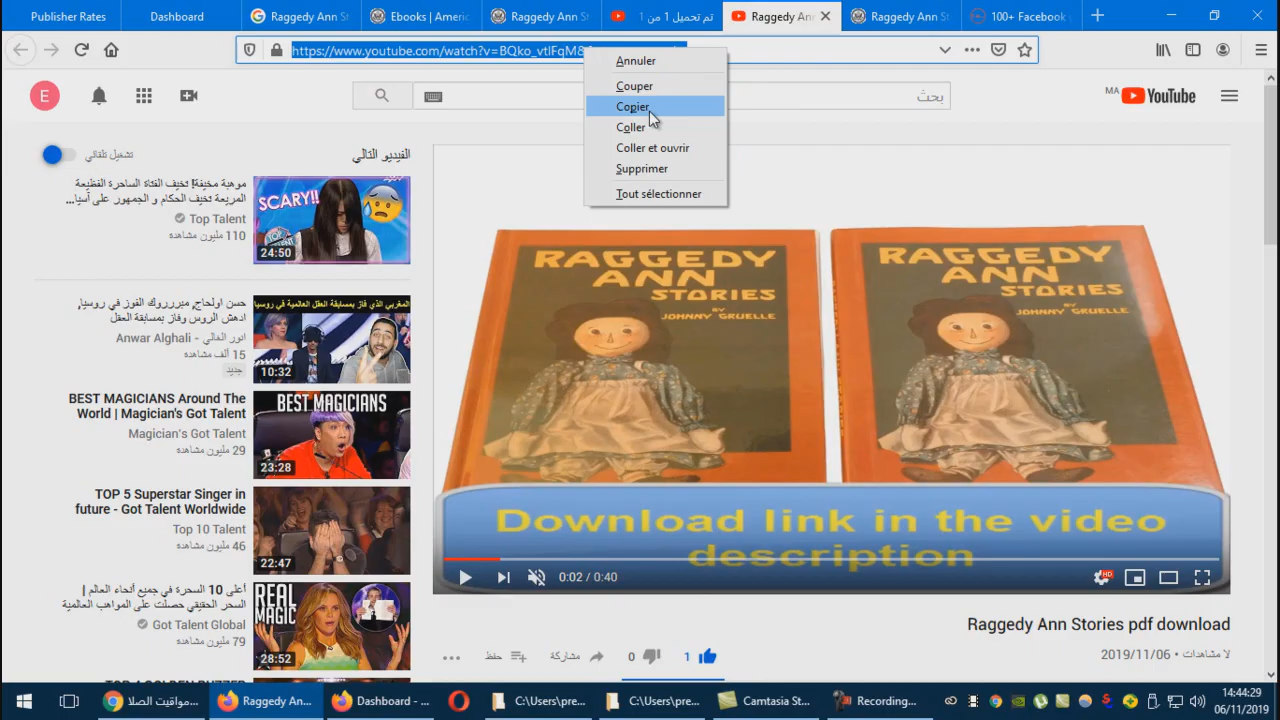 Publisher Rates
Dashboard
Raggedy Ann St
Ebooks | Americ
Raggedy Ann St
تم تحميل 1 من 1
Raggedy Ann
Raggedy Ann St
100+ Facebook g
https://www.youtube.com/watch?v=BQko_vtlFqM&
Annuler
Couper
Copier
Coller
Coller et ouvrir
Supprimer
Tout sélectionner
E
بحث
YouTube MA
تشغيل تلقائي
الفيديو التالي
موهبة مخيفة! تخيف الفتاة الساحرة الفظيعة
المريعة تخيف الحكام و الجمهور على أسيا...
Top Talent
110 مليون مشاهدة
SCARY!!
24:50
حسن اولحاج, مبرررروك الفوز في روسيا,
ادهش الروس وفاز بمسابقة العقل
Anwar Alghali - انور الغالي
15 ألف مشاهدة
جديد
المغربي الذي فاز بمسابقة العقل العالمية في روسيا
10:32
BEST MAGICIANS Around The
World | Magician's Got Talent
Magician's Got Talent
29 مليون مشاهدة
BEST MAGICIANS
23:28
TOP 5 Superstar Singer in
future - Got Talent Worldwide
Top 10 Talent
46 مليون مشاهدة
22:47
أعلى 10 السحرة في جميع أنحاء العالم |
السحر الحقيقي حصلت على المواهب العالمية
Got Talent Global
79 مليون مشاهدة
REAL
MAGIC
28:52
RAGGEDY
ANN
STORIES
BY
JOHNNY GRUELLE
RAGGEDY
ANN
STORIES
BY
JOHNNY GRUELLE
Download link in the video
description
0:02 / 0:40
HD
Raggedy Ann Stories pdf download
لا مشاهدات • 2019/11/06
1
0
مشاركة
حفظ
مواقيت الصلا...
Raggedy An...
Dashboard - ...
C:\Users\pre...
C:\Users\pre...
Camtasia St...
Recording...
14:44:29
06/11/2019